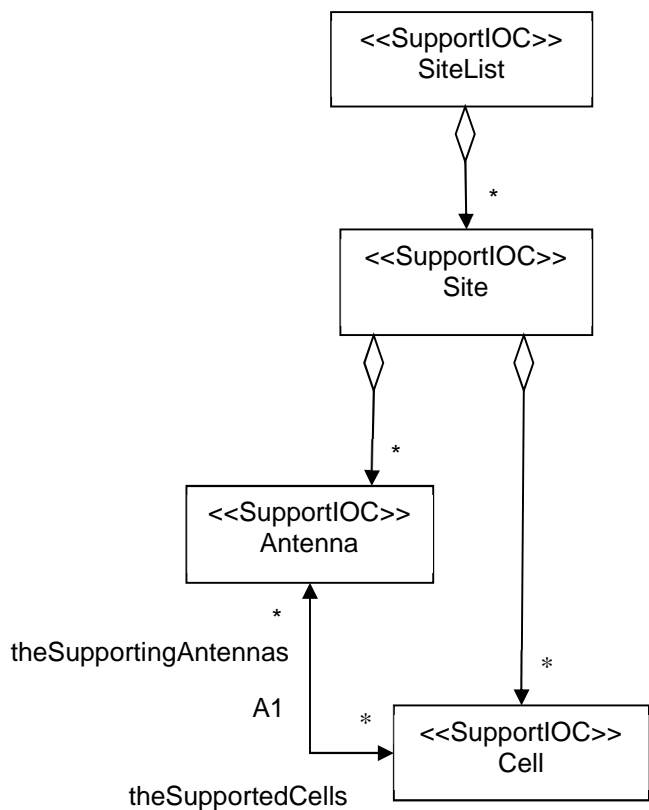 <<SupportIOC>>
SiteList
*
<<SupportIOC>>
Site
*
<<SupportIOC>>
Antenna
*
theSupportingAntennas
*
A1
*
<<SupportIOC>>
Cell
theSupportedCells